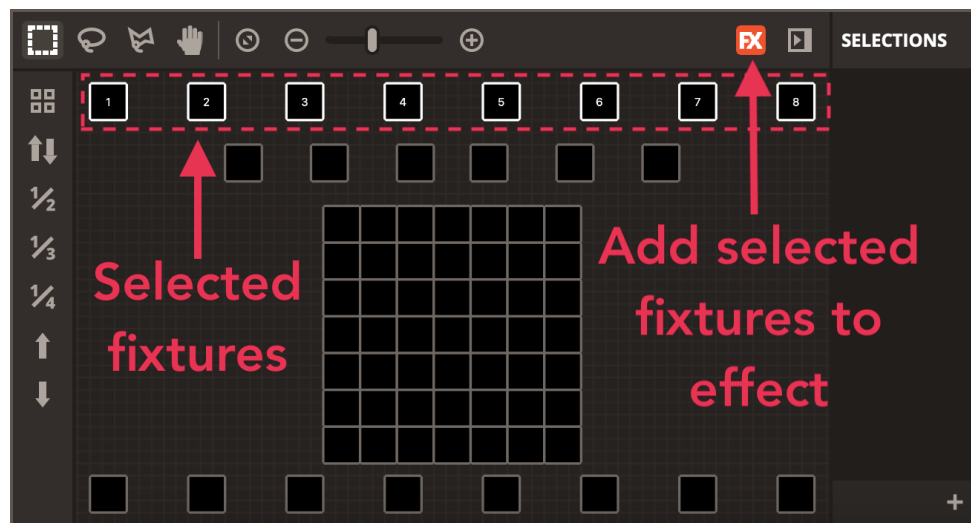 FX
SELECTIONS
1 2 3 4 5 6 7 8
1/2
1/3
1/4
Selected
fixtures
Add selected
fixtures to
effect